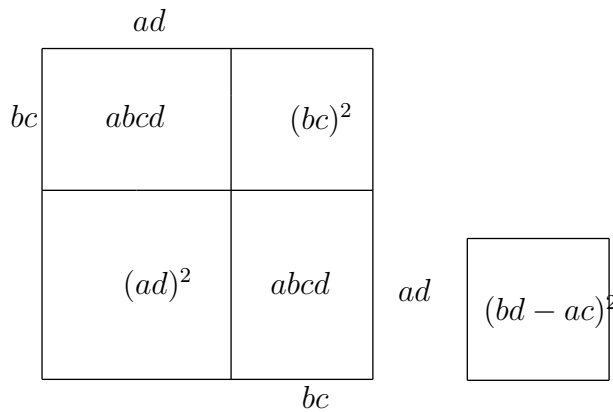 ad
bc
abcd
(bc)²
(ad)²
abcd
ad
(bd − ac)²
bc